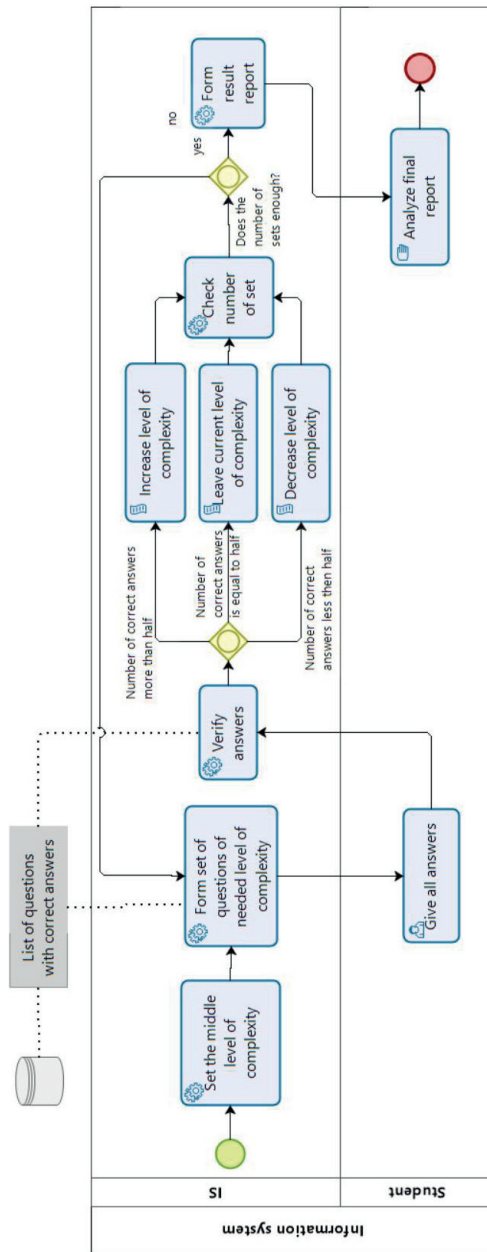 List of questions
with correct answers
Information system
IS
Student
Set the middle
level of
complexity
Form set of
questions of
needed level of
complexity
Verify
answers
Number of correct answers
more than half
Number of
correct answers
is equal to half
Number of correct
answers less then half
Increase level of
complexity
Leave current level
of complexity
Decrease level of
complexity
Check
number
of set
Does the
number of
sets enough?
no
yes
Form
result
report
Give all answers
Analyze final
report